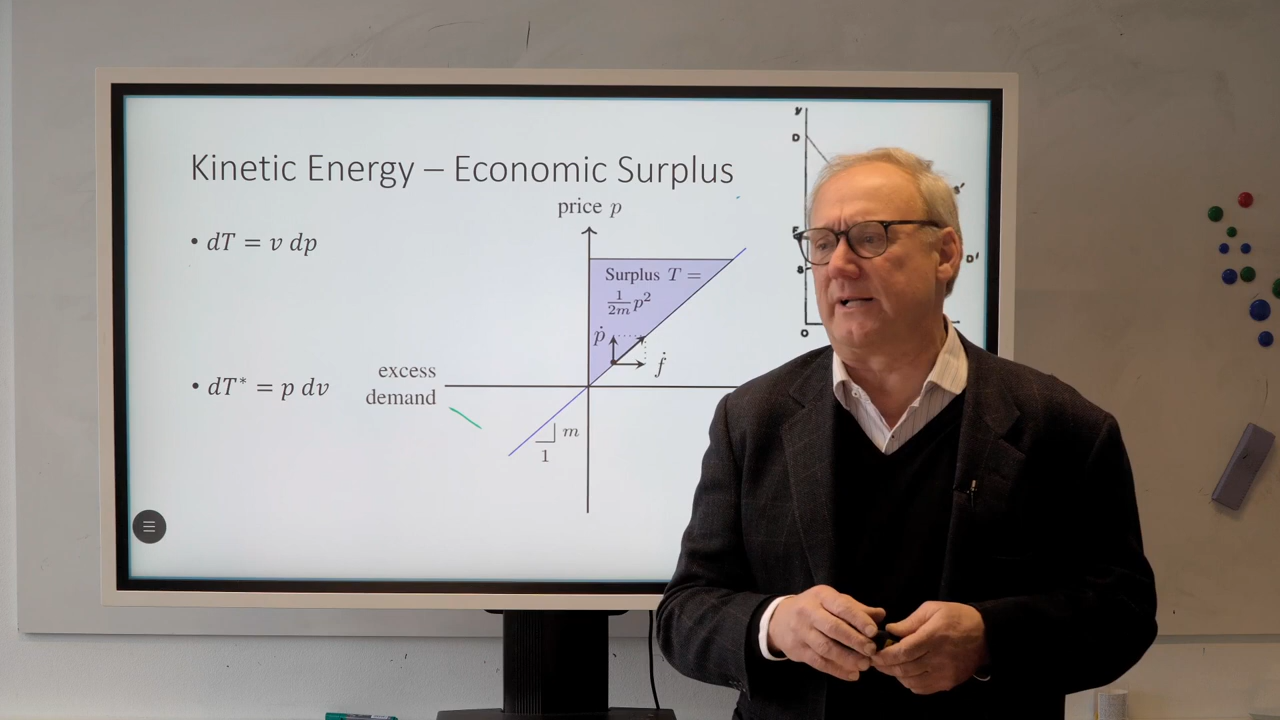 Kinetic Energy – Economic Surplus
• dT = v dp
• dT* = p dv
price p
Surplus T =
1/2m p²
ṗ
ḟ
excess
demand
m
1
Y
D
s'
F
S
D'
O